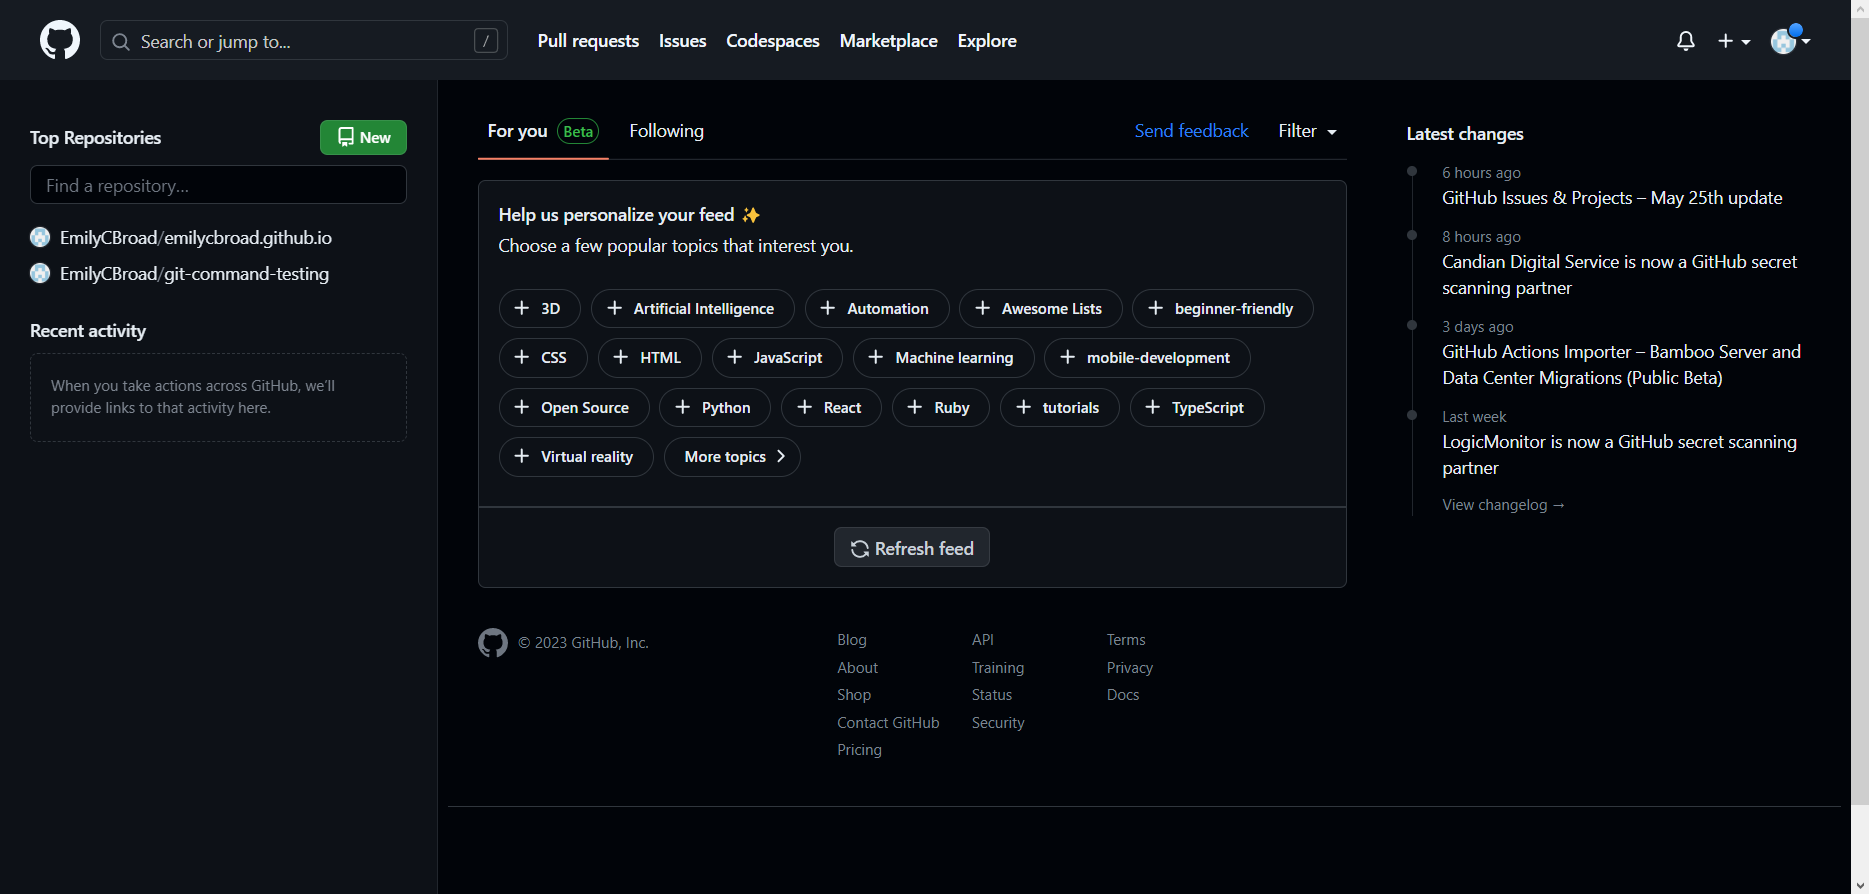 Search or jump to...
/
Pull requests
Issues
Codespaces
Marketplace
Explore
Top Repositories
New
Find a repository...
EmilyCBroad/emilycbroad.github.io
EmilyCBroad/git-command-testing
Recent activity
When you take actions across GitHub, we'll
provide links to that activity here.
For you Beta
Following
Send feedback
Filter
Help us personalize your feed ✨
Choose a few popular topics that interest you.
3D
Artificial Intelligence
Automation
Awesome Lists
beginner-friendly
CSS
HTML
JavaScript
Machine learning
mobile-development
Open Source
Python
React
Ruby
tutorials
TypeScript
Virtual reality
More topics
Refresh feed
Latest changes
6 hours ago
GitHub Issues & Projects – May 25th update
8 hours ago
Candian Digital Service is now a GitHub secret
scanning partner
3 days ago
GitHub Actions Importer – Bamboo Server and
Data Center Migrations (Public Beta)
Last week
LogicMonitor is now a GitHub secret scanning
partner
View changelog →
© 2023 GitHub, Inc.
Blog
About
Shop
Contact GitHub
Pricing
API
Training
Status
Security
Terms
Privacy
Docs